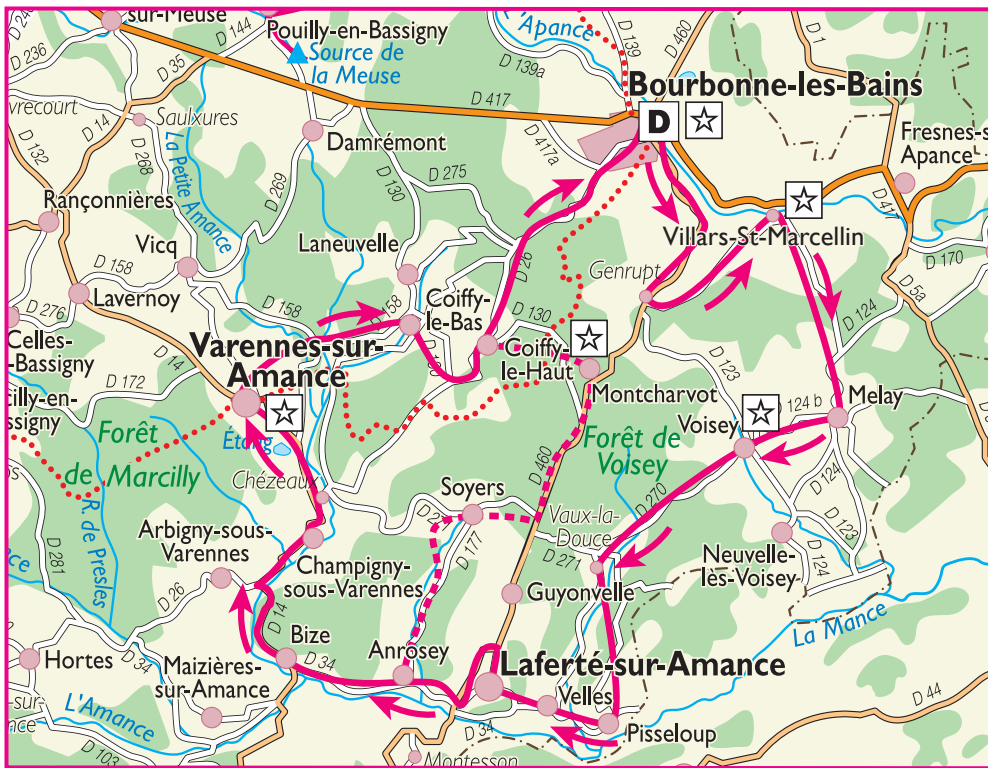 sur-Meuse
D 236
D 144
Pouilly-en-Bassigny
Source de
la Meuse
L'Apance
D 139
D 460
D 1
D 35
D 139a
vrecourt
D 14
Saulxures
D 417
Bourbonne-les-Bains
D
Damrémont
D 417a
Fresnes-s
Apance
D 132
D 268
La Petite Amance
D 269
D 130
D 275
D 417
Rançonnières
Vicq
Laneuvelle
Villars-St-Marcellin
D 170
D 158
Lavernoy
D 26
Genrupt
D 5a
D 276
D 158
D 158
Coiffy-
le-Bas
D 130
D 124
Celles-
-Bassigny
D 14
Varennes-sur-
Amance
D 130
Coiffy-
le-Haut
D 123
D 172
cilly-en-
ssigny
Montcharvot
Melay
Voisey
D 124 b
Forêt
de Marcilly
Étang
Forêt de
Voisey
D 460
Chézeaux
Soyers
D 270
D 124
R. de Presles
Arbigny-sous-
Varennes
D 177
Vaux-la-
Douce
D 123
D 271
Neuvelle-
lès-Voisey
D 124
D 281
Champigny-
sous-Varennes
Guyonvelle
D 26
D 14
La Mance
Bize
Anrosey
Hortes
D 34
D 34
Laferté-sur-Amance
Maizières-
sur-Amance
Velles
D 44
-sur-
nce
L'Amance
D 34
Pisseloup
D 103
Montesson